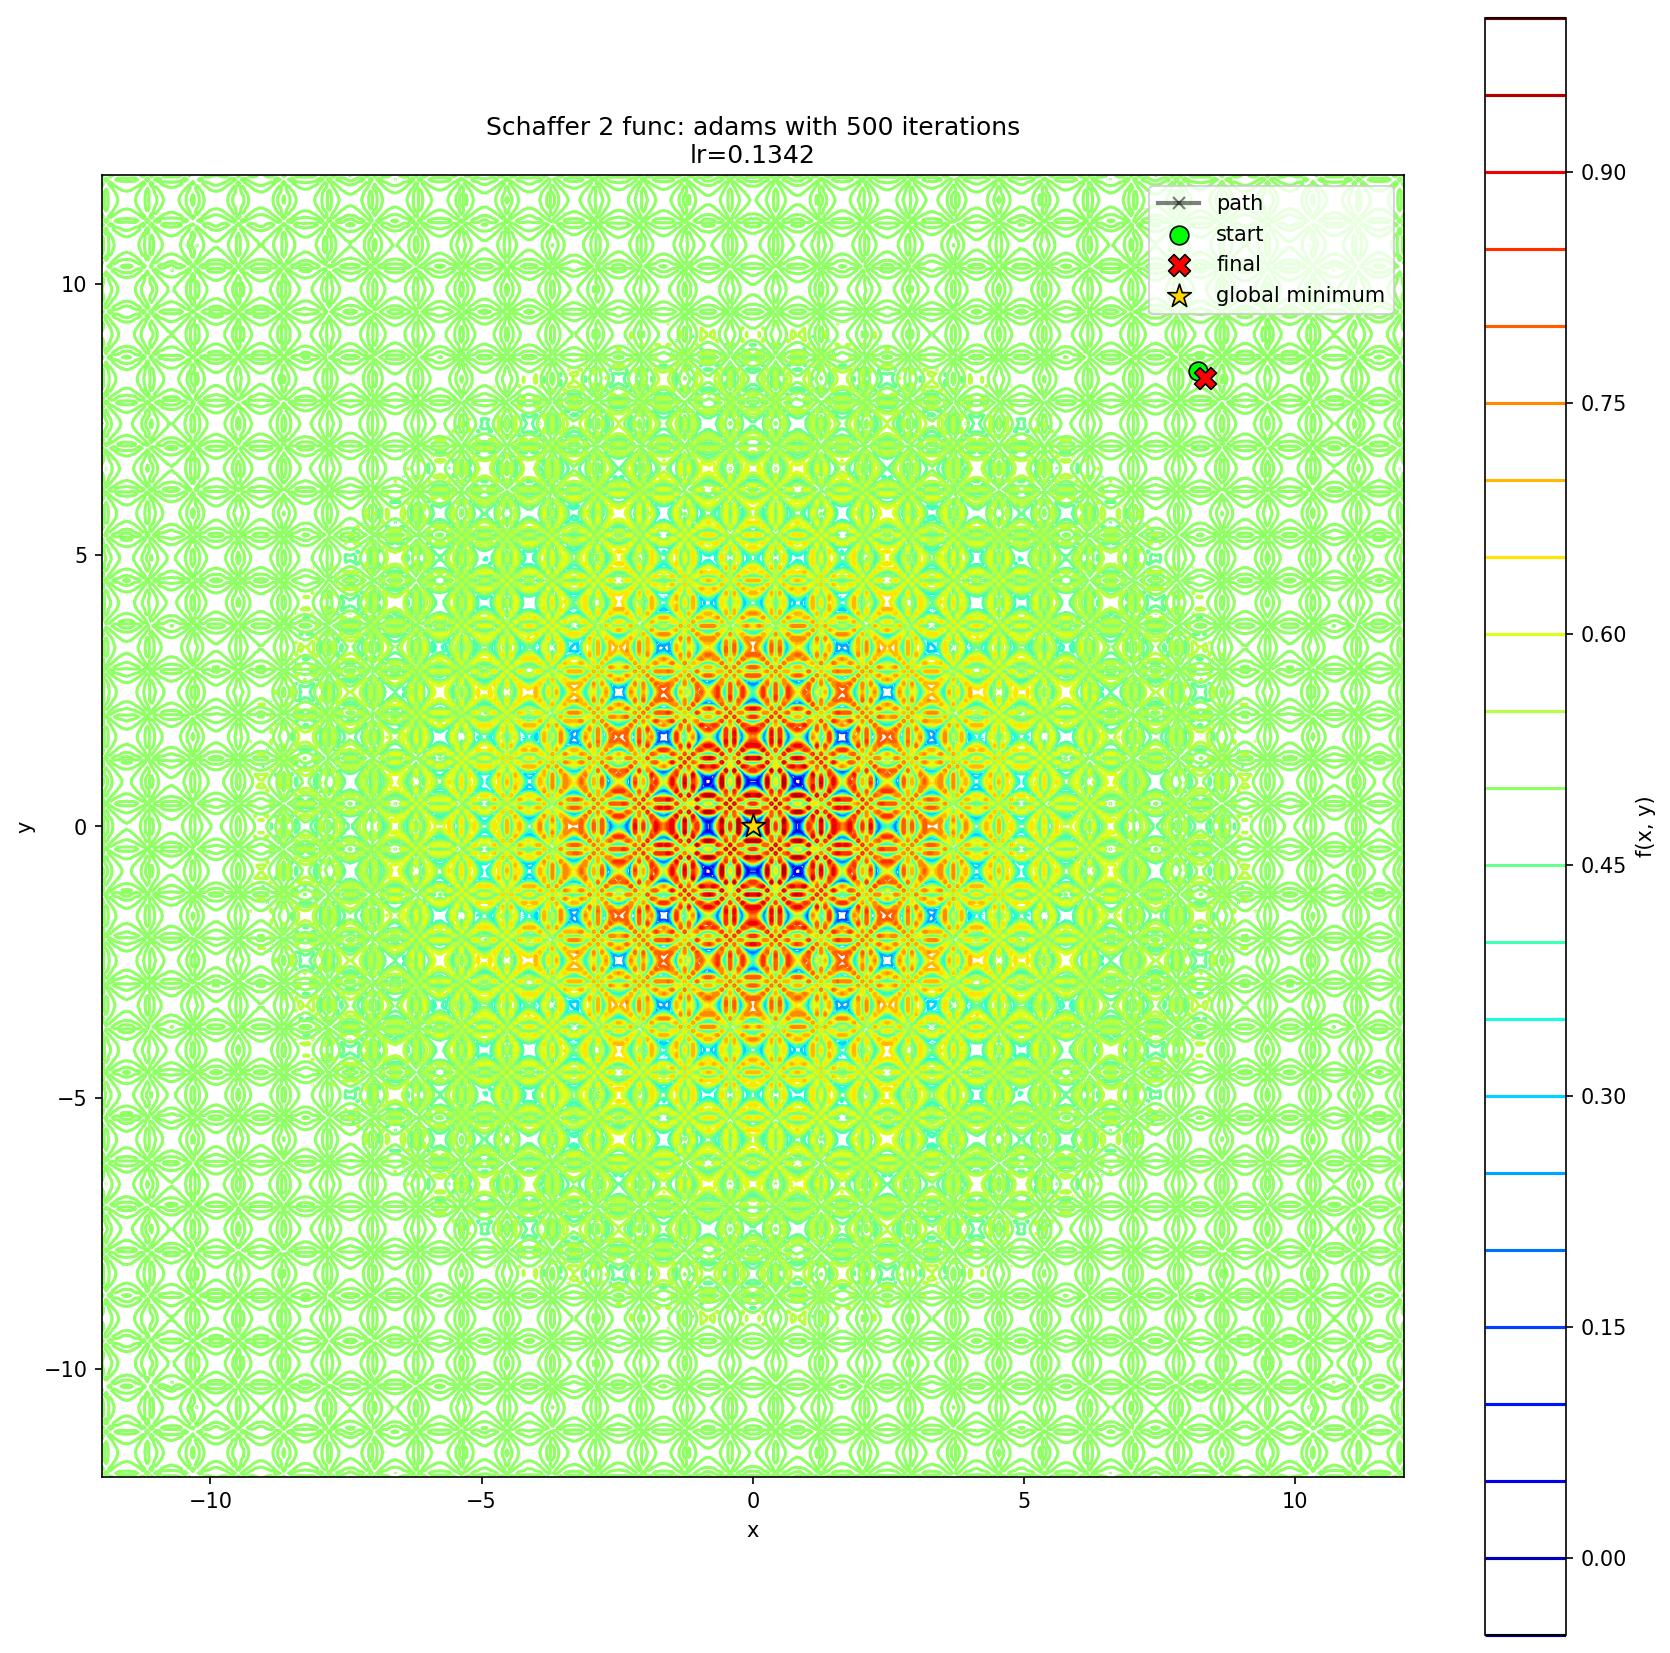 Schaffer 2 func: adams with 500 iterations
lr=0.1342
path
start
final
global minimum
10
5
0
−5
−10
y
−10
−5
0
5
10
x
0.90
0.75
0.60
0.45
0.30
0.15
0.00
f(x, y)